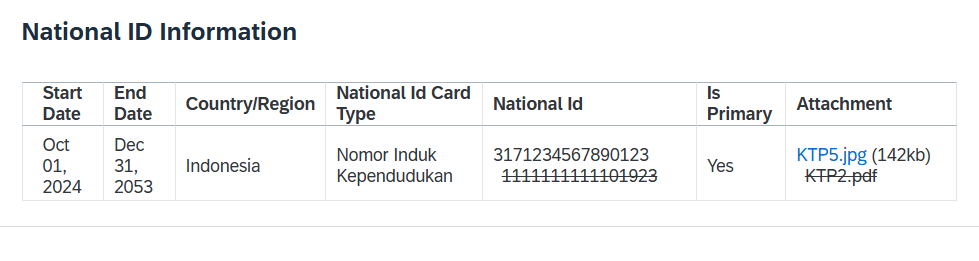 National ID Information
Start Date
End Date
Country/Region
National Id Card Type
National Id
Is Primary
Attachment
Oct 01, 2024
Dec 31, 2053
Indonesia
Nomor Induk Kependudukan
3171234567890123
1111111111101923
Yes
KTP5.jpg (142kb)
KTP2.pdf